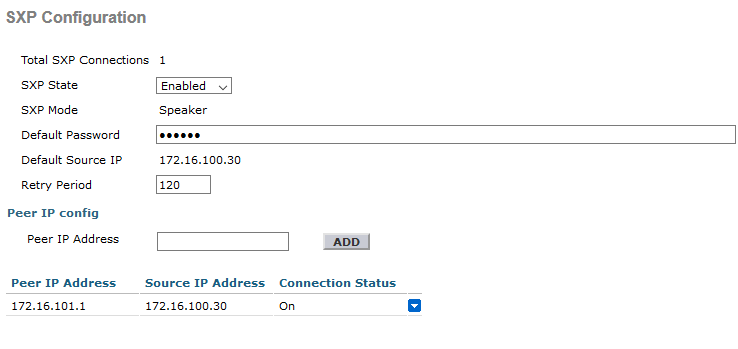 SXP Configuration
Total SXP Connections 1
SXP State Enabled
SXP Mode Speaker
Default Password ••••••
Default Source IP 172.16.100.30
Retry Period 120
Peer IP config
Peer IP Address ADD
Peer IP Address Source IP Address Connection Status
172.16.101.1 172.16.100.30 On